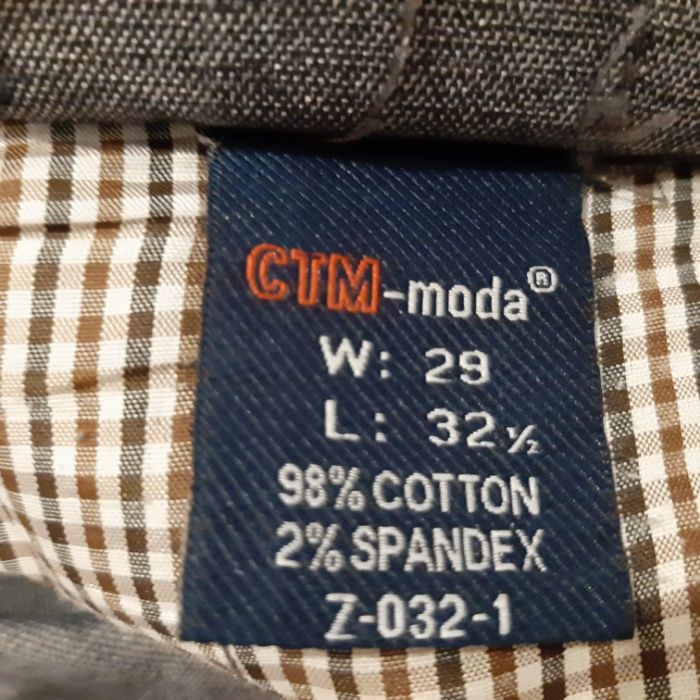 CTM-moda®
W: 29
L: 32½
98% COTTON
2% SPANDEX
Z-032-1